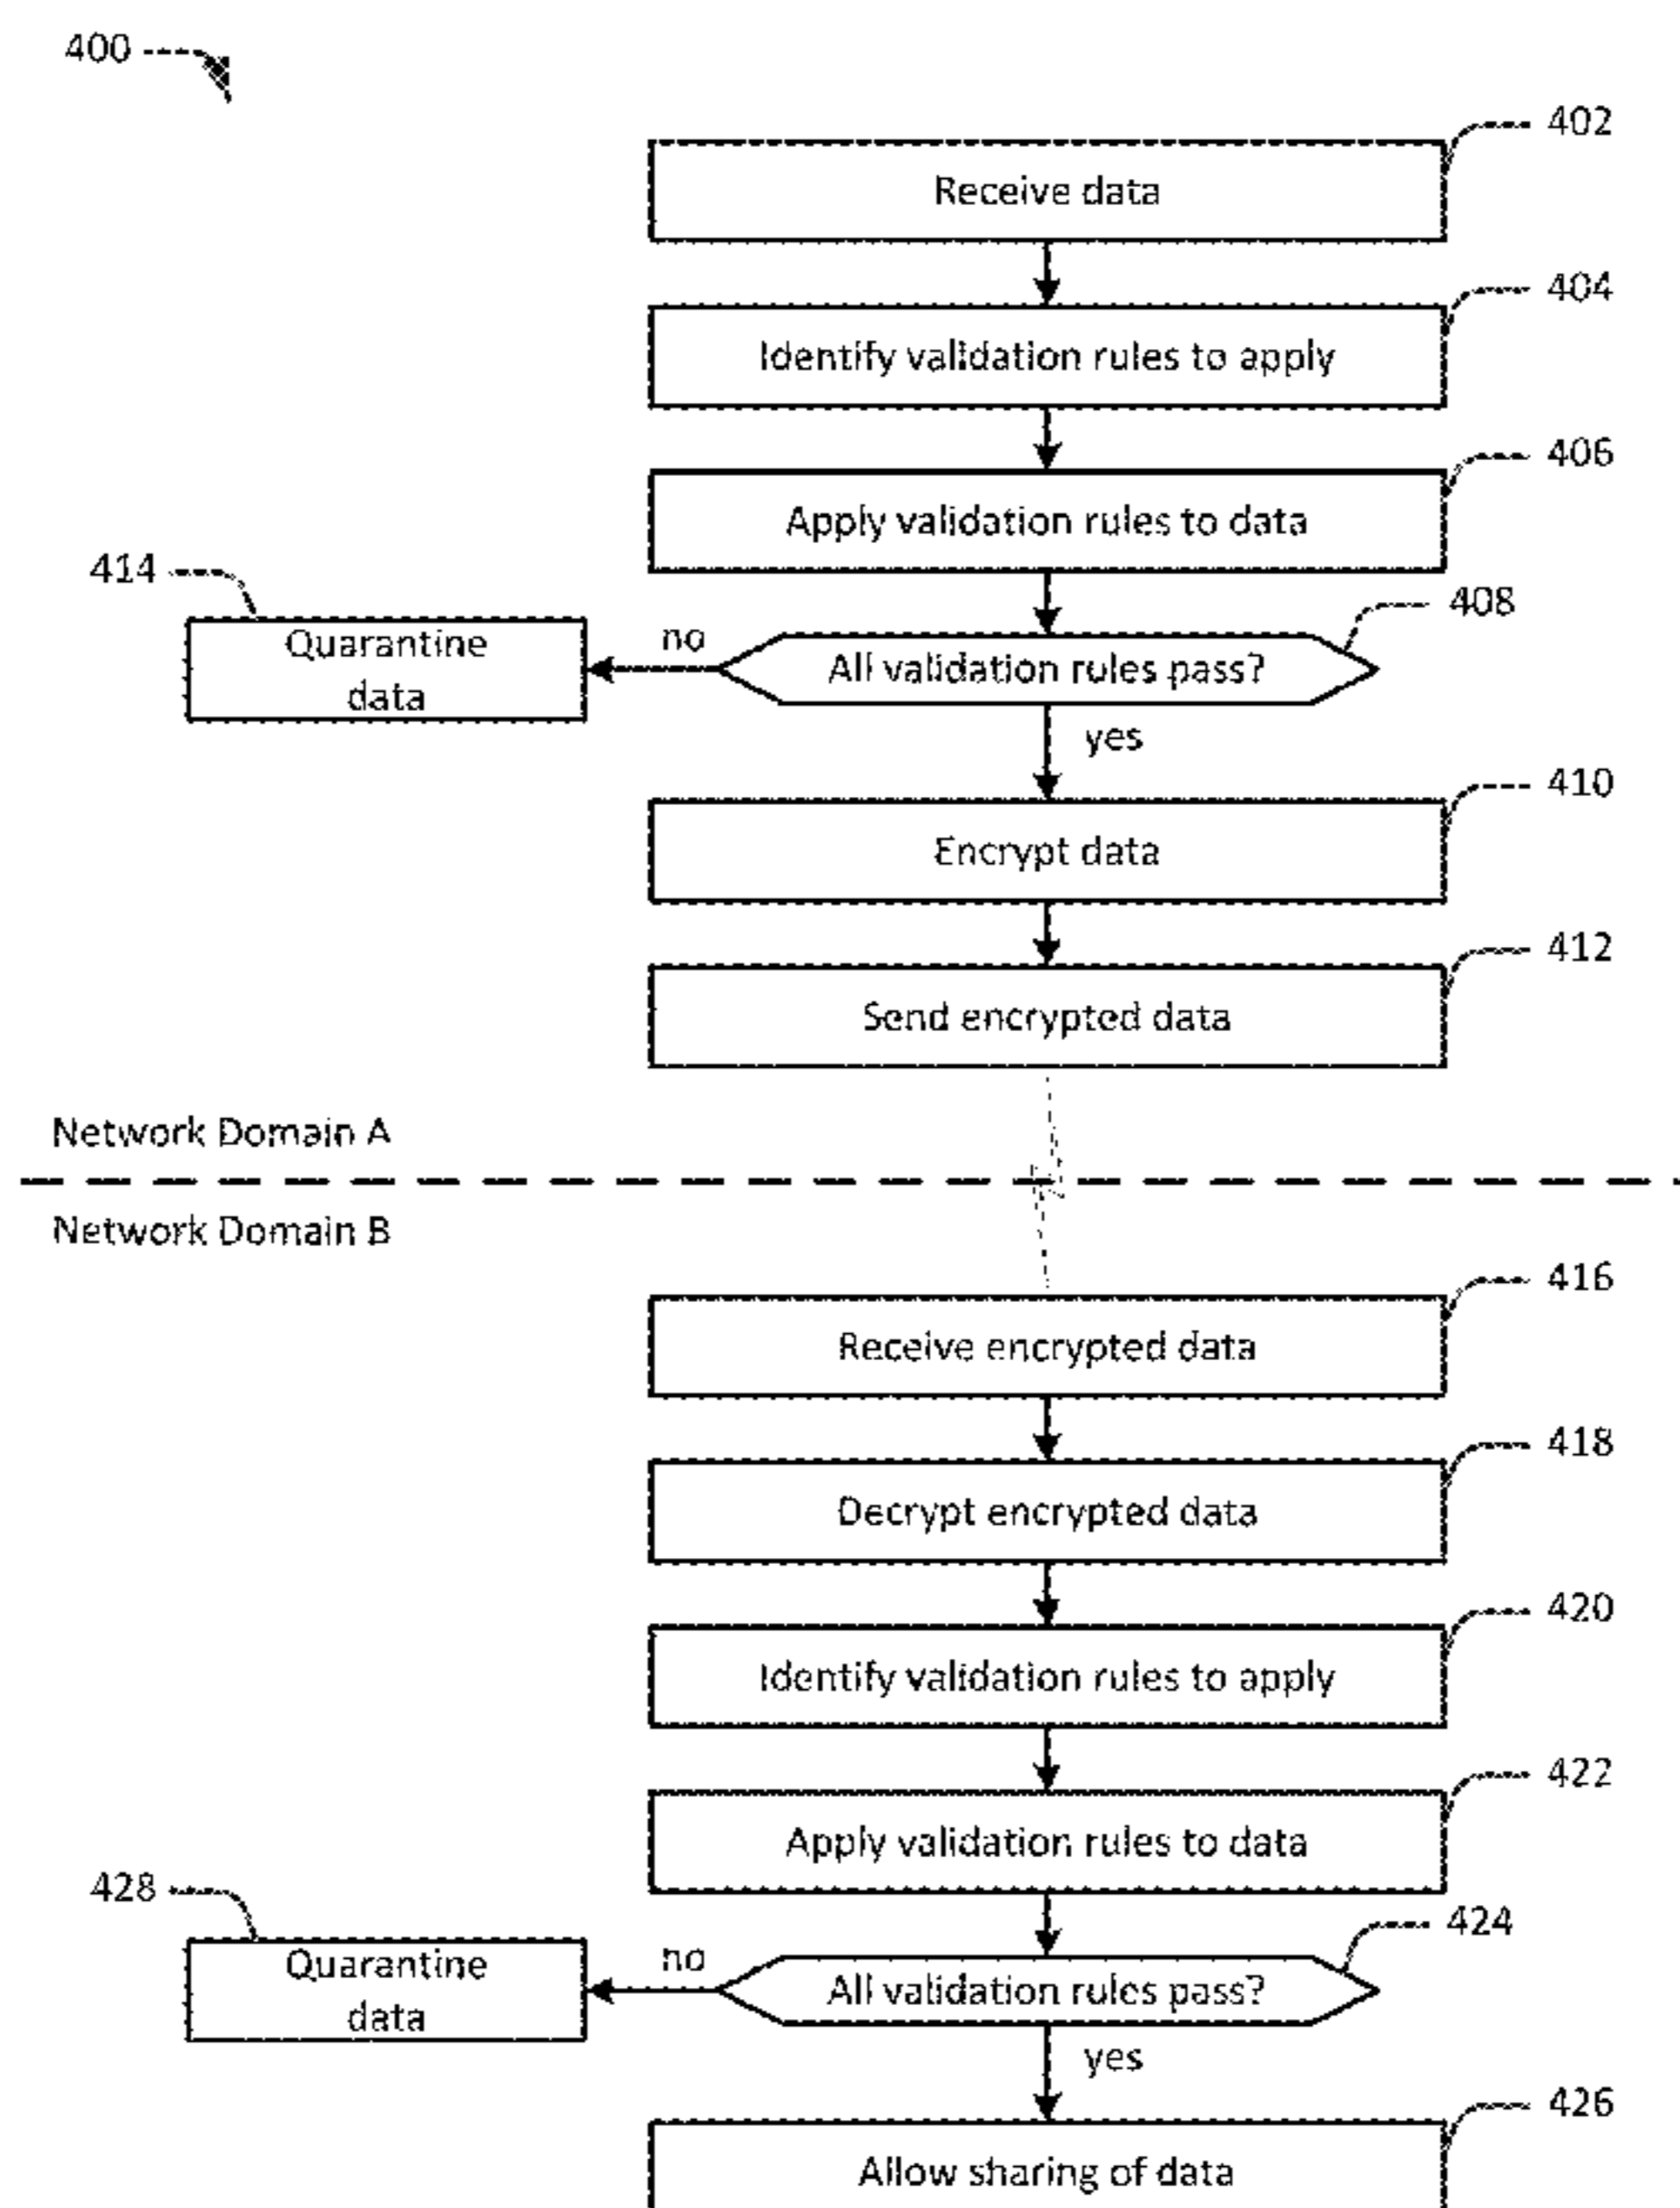 400
402
Receive data
404
Identify validation rules to apply
406
Apply validation rules to data
414
Quarantine
data
no
408
All validation rules pass?
yes
410
Encrypt data
412
Send encrypted data
Network Domain A
Network Domain B
416
Receive encrypted data
418
Decrypt encrypted data
420
Identify validation rules to apply
422
Apply validation rules to data
428
Quarantine
data
no
424
All validation rules pass?
yes
426
Allow sharing of data